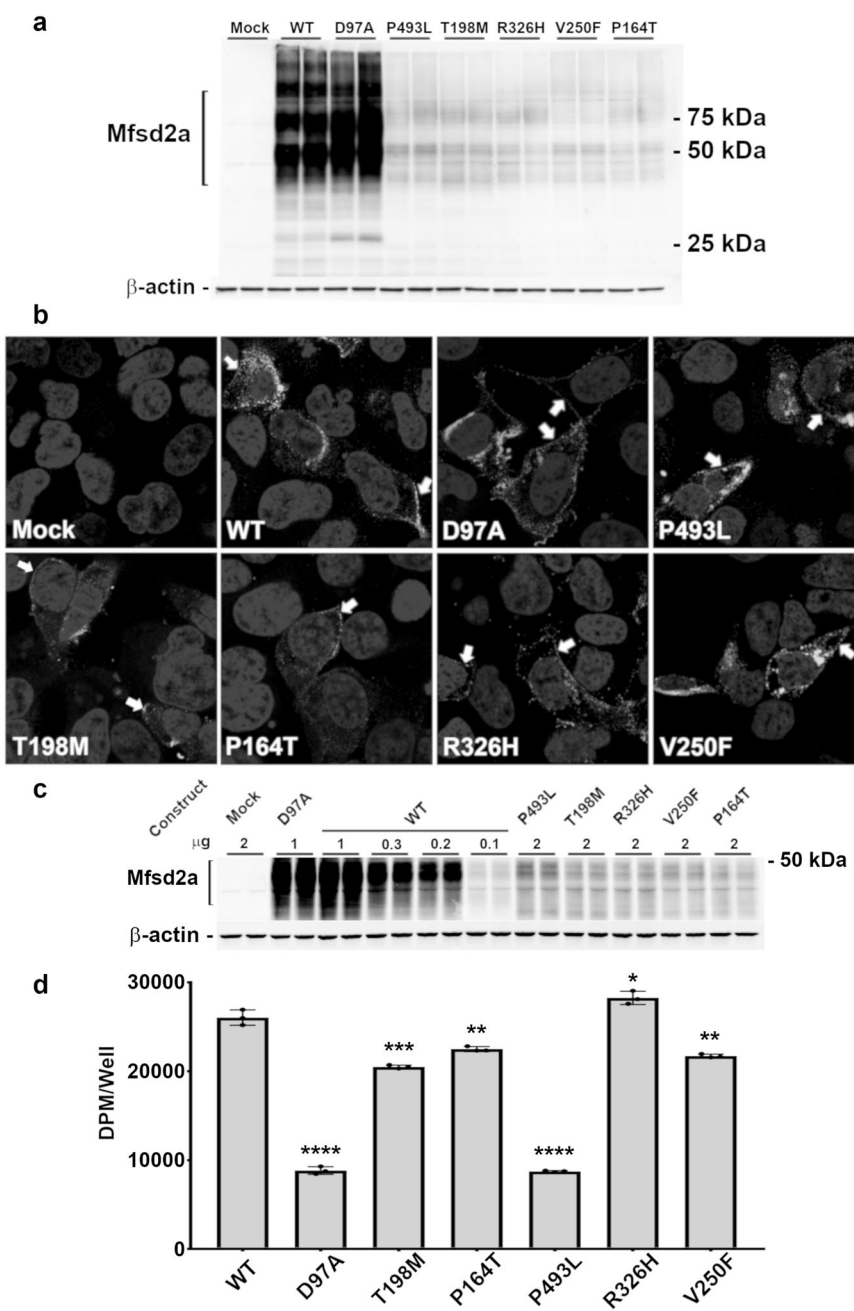 a
Mock WT D97A P493L T198M R326H V250F P164T
Mfsd2a
- 75 kDa
- 50 kDa
- 25 kDa
β-actin -
b
Mock WT D97A P493L
T198M P164T R326H V250F
c
Construct Mock D97A WT P493L T198M R326H V250F P164T
μg 2 1 1 0.3 0.2 0.1 2 2 2 2 2
- 50 kDa
Mfsd2a
β-actin -
d
30000
20000
10000
0
DPM/Well
**** *** ** **** * **
WT D97A T198M P164T P493L R326H V250F